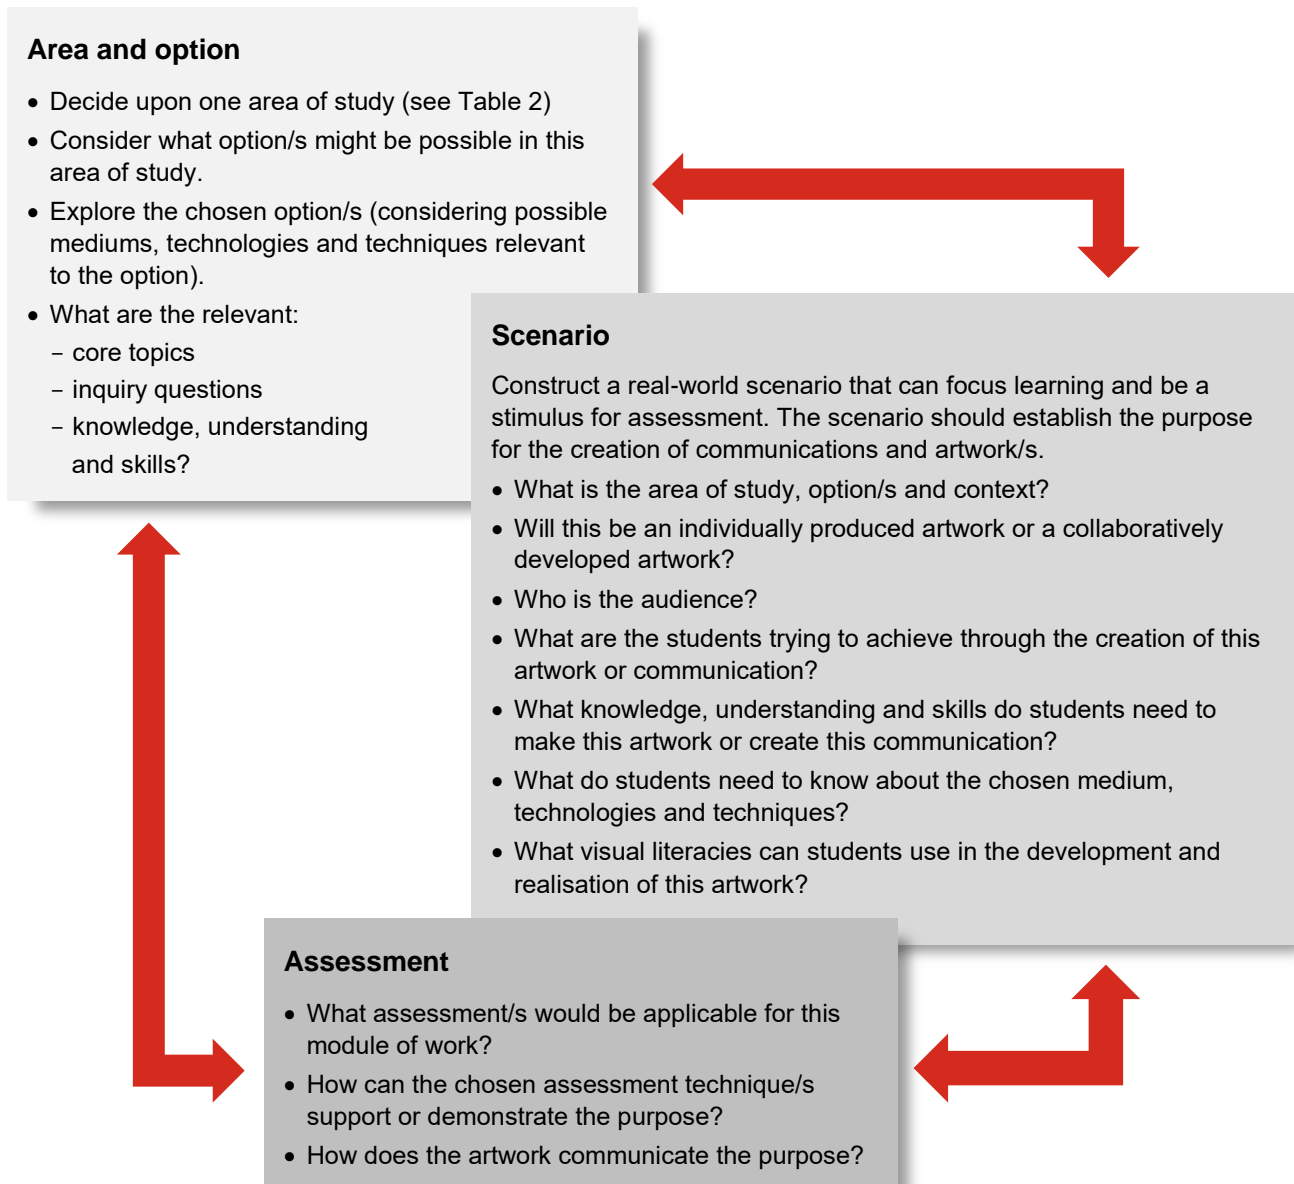 Area and option
• Decide upon one area of study (see Table 2)
• Consider what option/s might be possible in this
area of study.
• Explore the chosen option/s (considering possible
mediums, technologies and techniques relevant
to the option).
• What are the relevant:
− core topics
− inquiry questions
− knowledge, understanding
and skills?
Scenario
Construct a real-world scenario that can focus learning and be a
stimulus for assessment. The scenario should establish the purpose
for the creation of communications and artwork/s.
• What is the area of study, option/s and context?
• Will this be an individually produced artwork or a collaboratively
developed artwork?
• Who is the audience?
• What are the students trying to achieve through the creation of this
artwork or communication?
• What knowledge, understanding and skills do students need to
make this artwork or create this communication?
• What do students need to know about the chosen medium,
technologies and techniques?
• What visual literacies can students use in the development and
realisation of this artwork?
Assessment
• What assessment/s would be applicable for this
module of work?
• How can the chosen assessment technique/s
support or demonstrate the purpose?
• How does the artwork communicate the purpose?